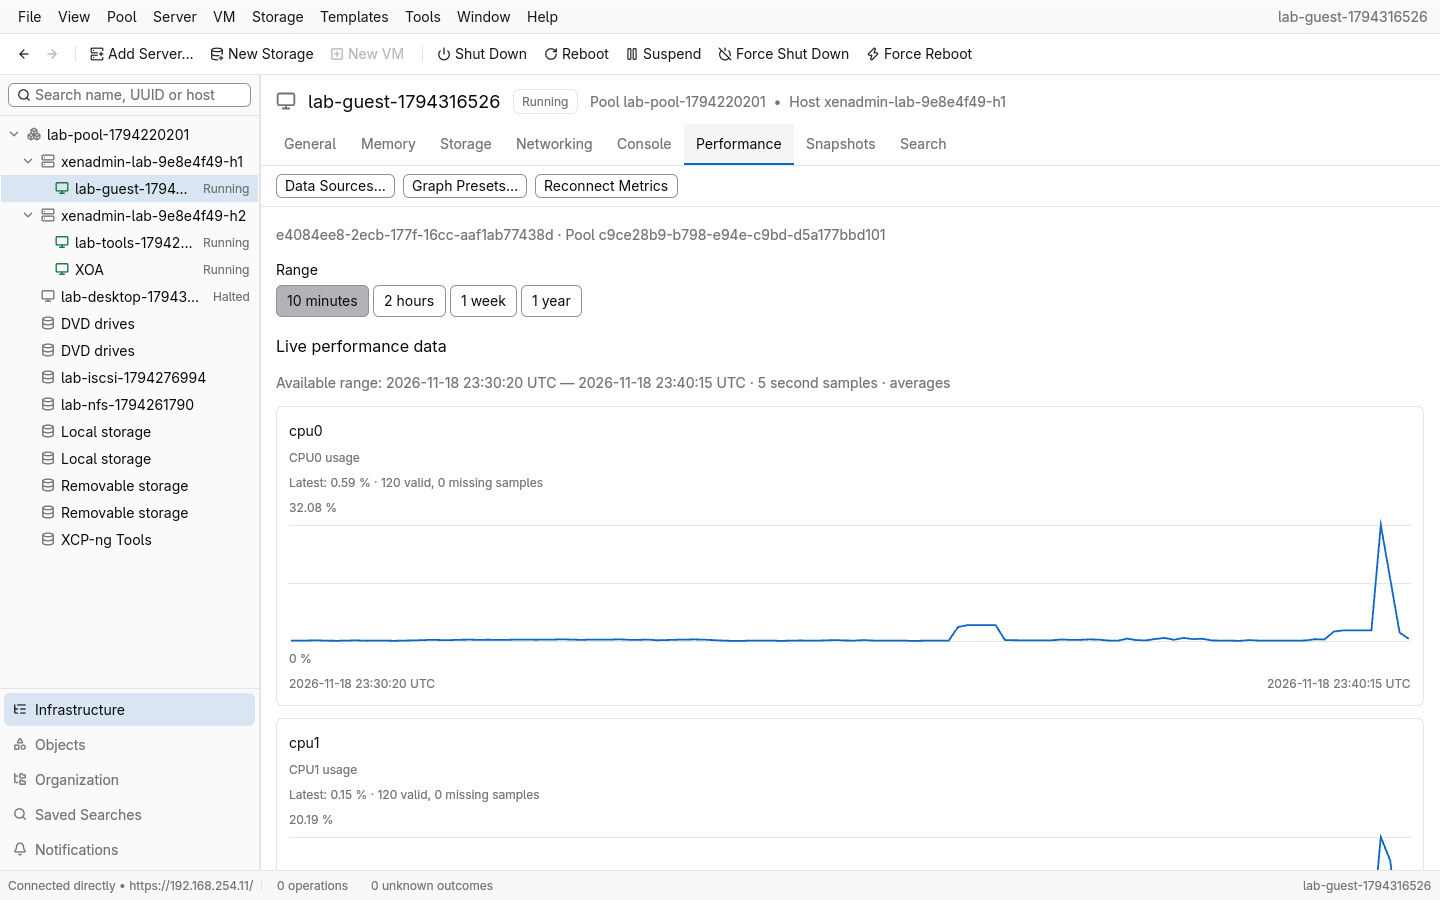 File View Pool Server VM Storage Templates Tools Window Help lab-guest-1794316526
Add Server... New Storage New VM Shut Down Reboot Suspend Force Shut Down Force Reboot
Search name, UUID or host
lab-pool-1794220201
xenadmin-lab-9e8e4f49-h1
lab-guest-1794... Running
xenadmin-lab-9e8e4f49-h2
lab-tools-17942... Running
XOA Running
lab-desktop-17943... Halted
DVD drives
DVD drives
lab-iscsi-1794276994
lab-nfs-1794261790
Local storage
Local storage
Removable storage
Removable storage
XCP-ng Tools
Infrastructure
Objects
Organization
Saved Searches
Notifications
lab-guest-1794316526 Running Pool lab-pool-1794220201 • Host xenadmin-lab-9e8e4f49-h1
General Memory Storage Networking Console Performance Snapshots Search
Data Sources... Graph Presets... Reconnect Metrics
e4084ee8-2ecb-177f-16cc-aaf1ab77438d · Pool c9ce28b9-b798-e94e-c9bd-d5a177bbd101
Range
10 minutes 2 hours 1 week 1 year
Live performance data
Available range: 2026-11-18 23:30:20 UTC — 2026-11-18 23:40:15 UTC · 5 second samples · averages
cpu0
CPU0 usage
Latest: 0.59 % · 120 valid, 0 missing samples
32.08 %
0 %
2026-11-18 23:30:20 UTC 2026-11-18 23:40:15 UTC
cpu1
CPU1 usage
Latest: 0.15 % · 120 valid, 0 missing samples
20.19 %
Connected directly • https://192.168.254.11/ 0 operations 0 unknown outcomes lab-guest-1794316526